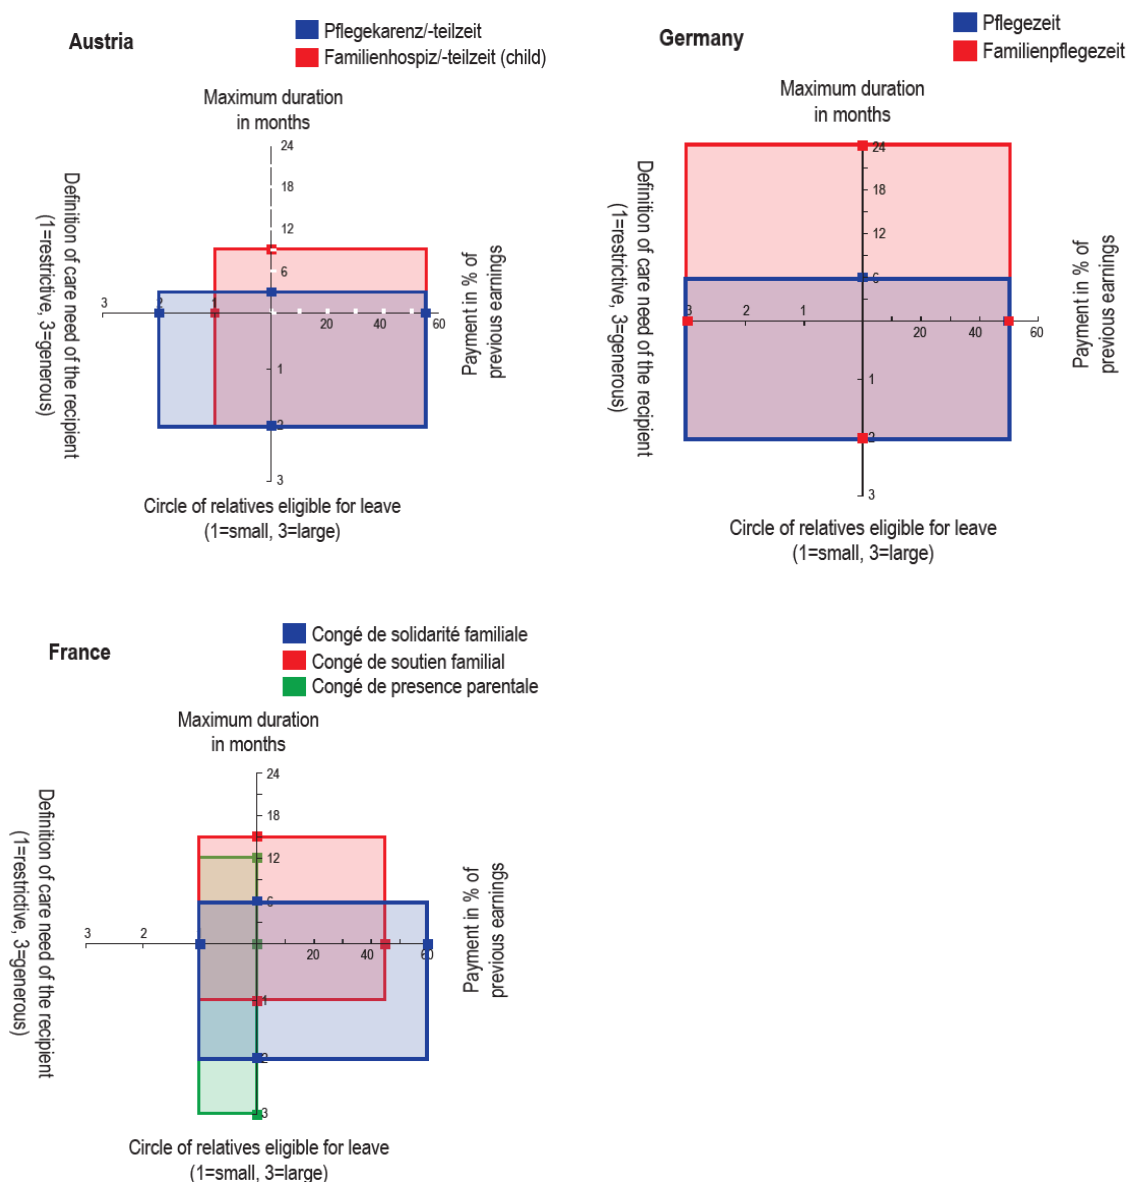 Austria
Pflegekarenz/-teilzeit
Familienhospiz/-teilzeit (child)
Maximum duration
in months
24
18
12
6
3
2
1
20
40
60
1
2
3
Definition of care need of the recipient
(1=restrictive, 3=generous)
Payment in % of
previous earnings
Circle of relatives eligible for leave
(1=small, 3=large)
Germany
Pflegezeit
Familienpflegezeit
Maximum duration
in months
24
18
12
6
3
2
1
20
40
60
1
2
3
Definition of care need of the recipient
(1=restrictive, 3=generous)
Payment in % of
previous earnings
Circle of relatives eligible for leave
(1=small, 3=large)
France
Congé de solidarité familiale
Congé de soutien familial
Congé de presence parentale
Maximum duration
in months
24
18
12
6
3
2
20
40
60
1
2
3
Definition of care need of the recipient
(1=restrictive, 3=generous)
Payment in % of
previous earnings
Circle of relatives eligible for leave
(1=small, 3=large)